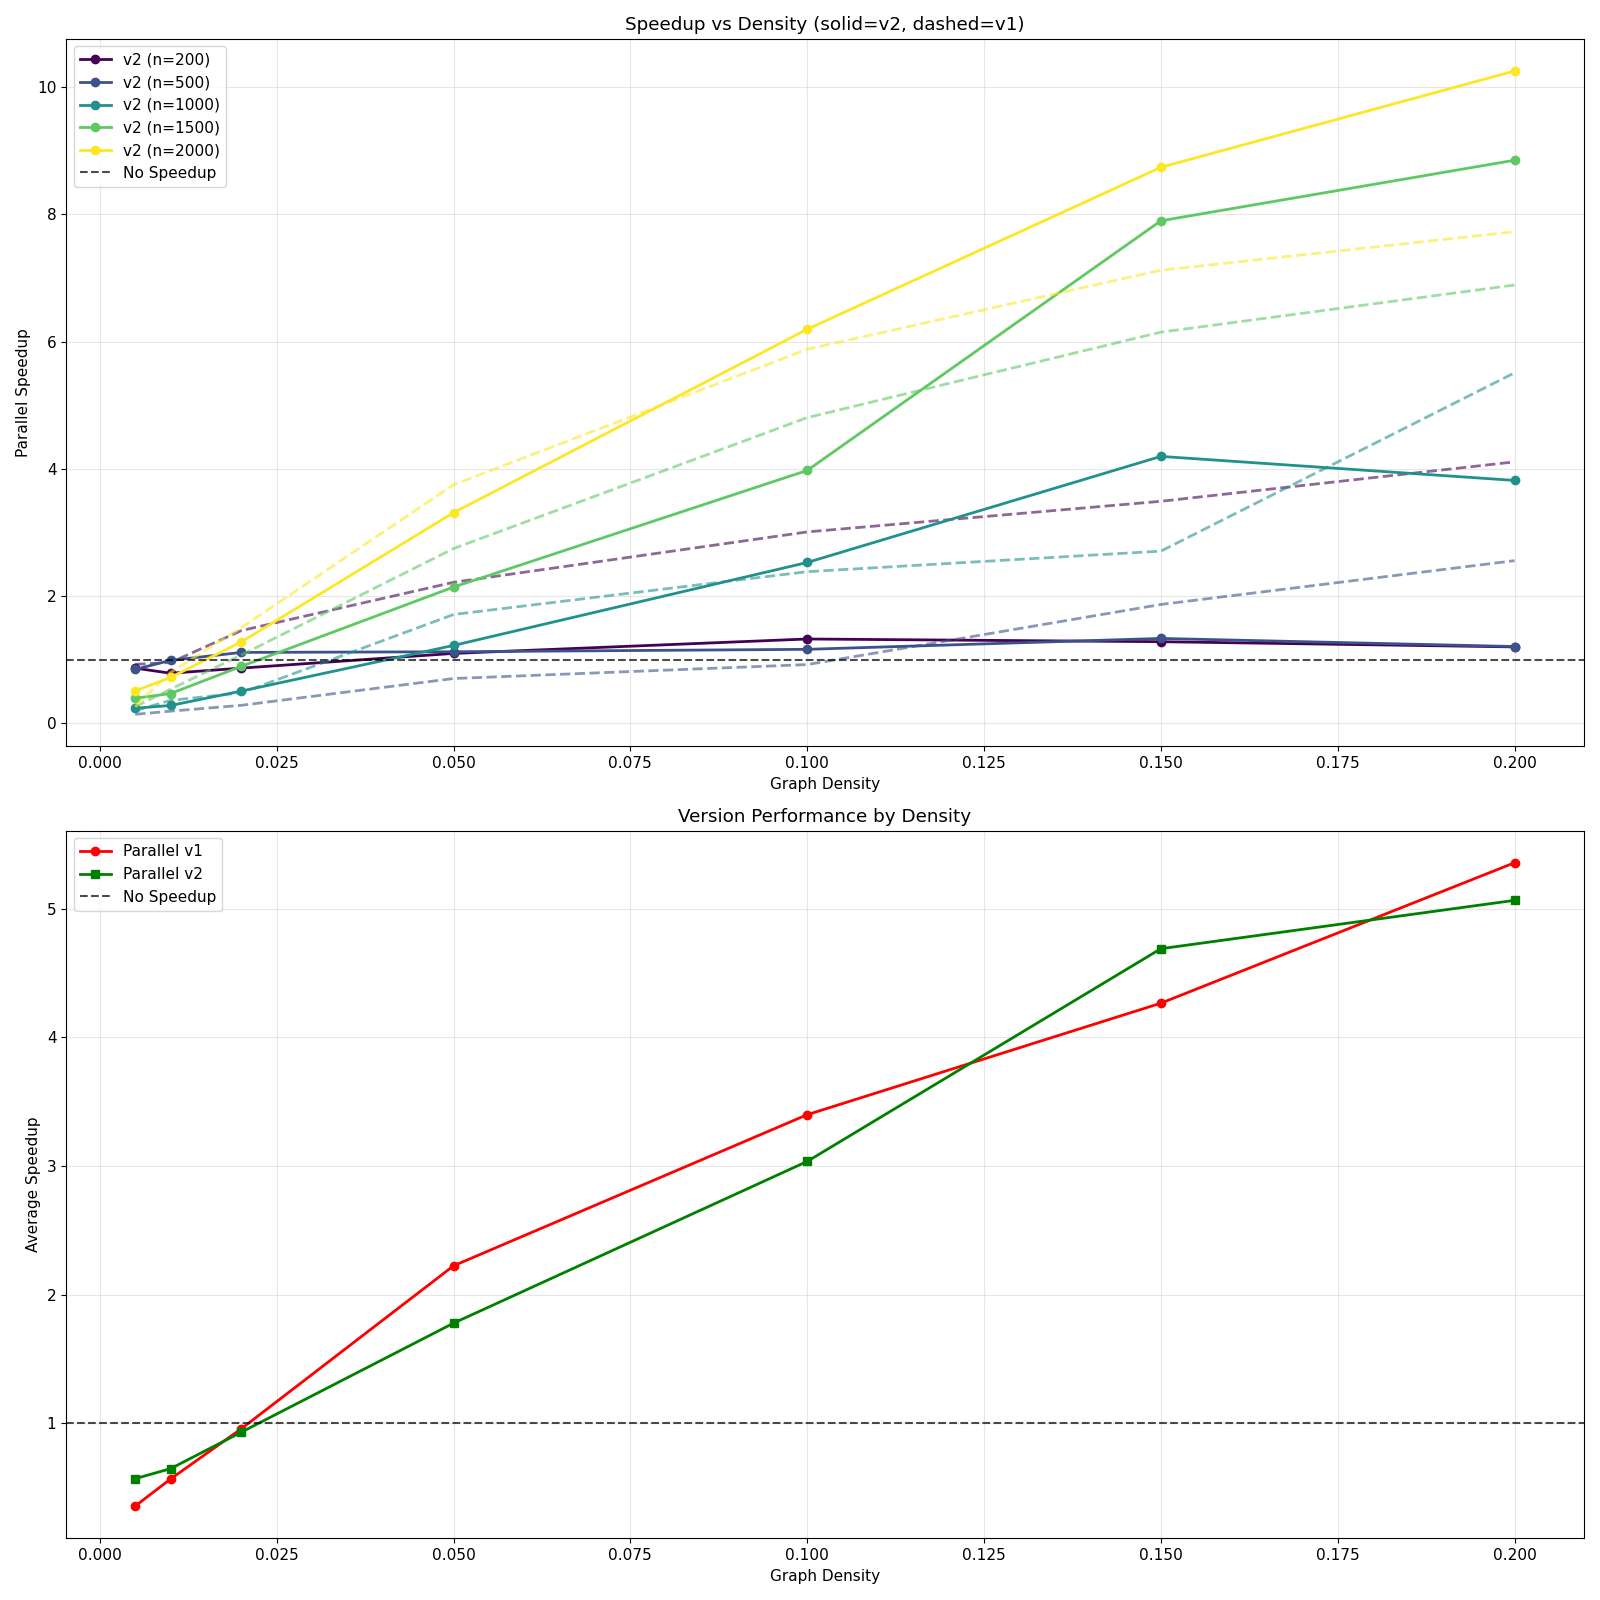 Speedup vs Density (solid=v2, dashed=v1)
v2 (n=200)
v2 (n=500)
v2 (n=1000)
v2 (n=1500)
v2 (n=2000)
No Speedup
Parallel Speedup
10
8
6
4
2
0
0.000 0.025 0.050 0.075 0.100 0.125 0.150 0.175 0.200
Graph Density
Version Performance by Density
Parallel v1
Parallel v2
No Speedup
Average Speedup
5
4
3
2
1
0.000 0.025 0.050 0.075 0.100 0.125 0.150 0.175 0.200
Graph Density